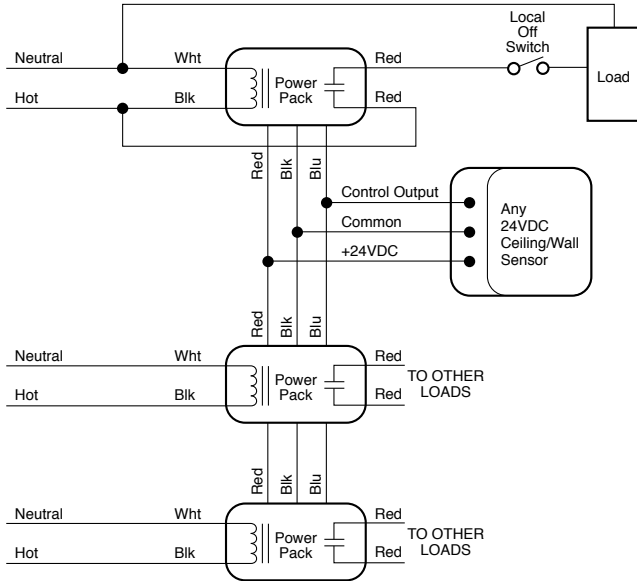 Local
Off
Switch
Neutral
Wht
Red
Power
Pack
Load
Hot
Blk
Red
Red
Blk
Blu
Control Output
Common
+24VDC
Any
24VDC
Ceiling/Wall
Sensor
Red
Blk
Blu
Neutral
Wht
Red
Power
Pack
TO OTHER
LOADS
Hot
Blk
Red
Red
Blk
Blu
Neutral
Wht
Red
Power
Pack
TO OTHER
LOADS
Hot
Blk
Red